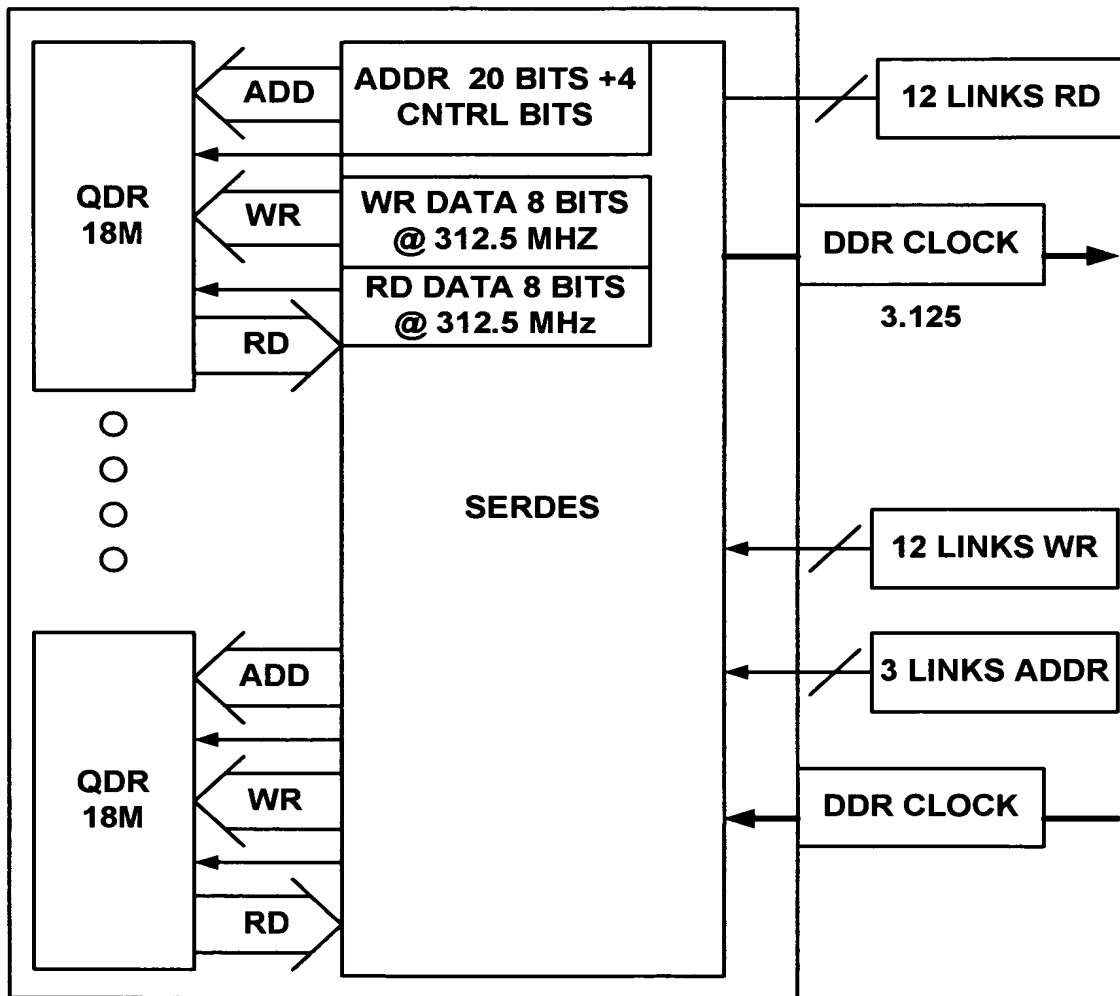 ADD
ADDR 20 BITS +4
CNTRL BITS
12 LINKS RD
QDR
18M
WR
WR DATA 8 BITS
@ 312.5 MHZ
DDR CLOCK
RD DATA 8 BITS
@ 312.5 MHz
3.125
RD
SERDES
12 LINKS WR
ADD
3 LINKS ADDR
QDR
18M
WR
DDR CLOCK
RD